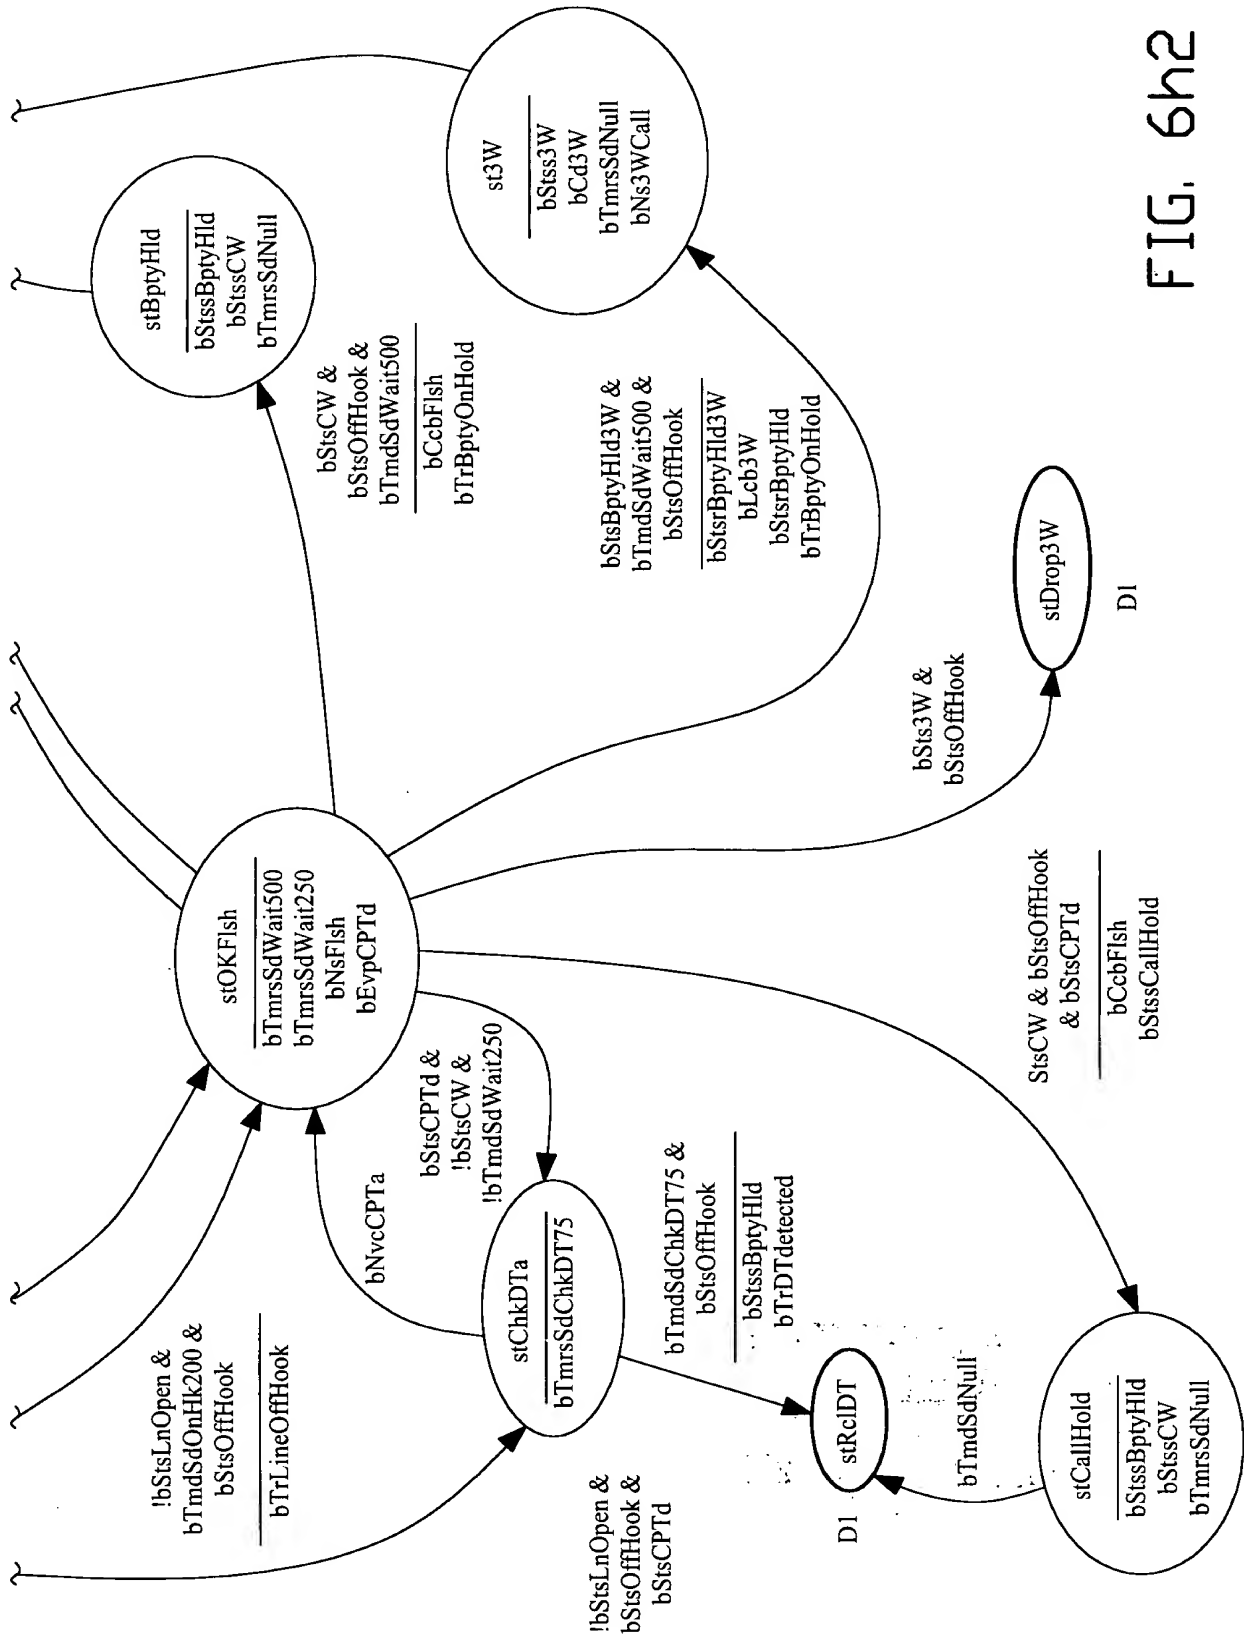 stBptyHld
bStssBptyHld
bStssCW
bTmrsSdNull
st3W
bStss3W
bCd3W
bTmrsSdNull
bNs3WCall
bStsCW &
bStsOffHook &
bTmdSdWait500
bCcbFlsh
bTrBptyOnHold
bStsBptyHld3W &
bTmdSdWait500 &
bStsOffHook
bStsrBptyHld3W
bLcb3W
bStsrBptyHld
bTrBptyOnHold
bSts3W &
bStsOffHook
stDrop3W
D1
stOKFlsh
bTmrsSdWait500
bTmrsSdWait250
bNsFlsh
bEvpCPTd
!bStsLnOpen &
bTmdSdOnHk200 &
bStsOffHook
bTrLineOffHook
bNvcCPTa
bStsCPTd &
!bStsCW &
!bTmdSdWait250
stChkDTa
bTmrsSdChkDT75
!bStsLnOpen &
bStsOffHook &
bStsCPTd
bTmdSdChkDT75 &
bStsOffHook
bStssBptyHld
bTrDTdetected
stRclDT
D1
bTmdSdNull
StsCW & bStsOffHook
& bStsCPTd
bCcbFlsh
bStssCallHold
stCallHold
bStssBptyHld
bStssCW
bTmrsSdNull
FIG. 6h2